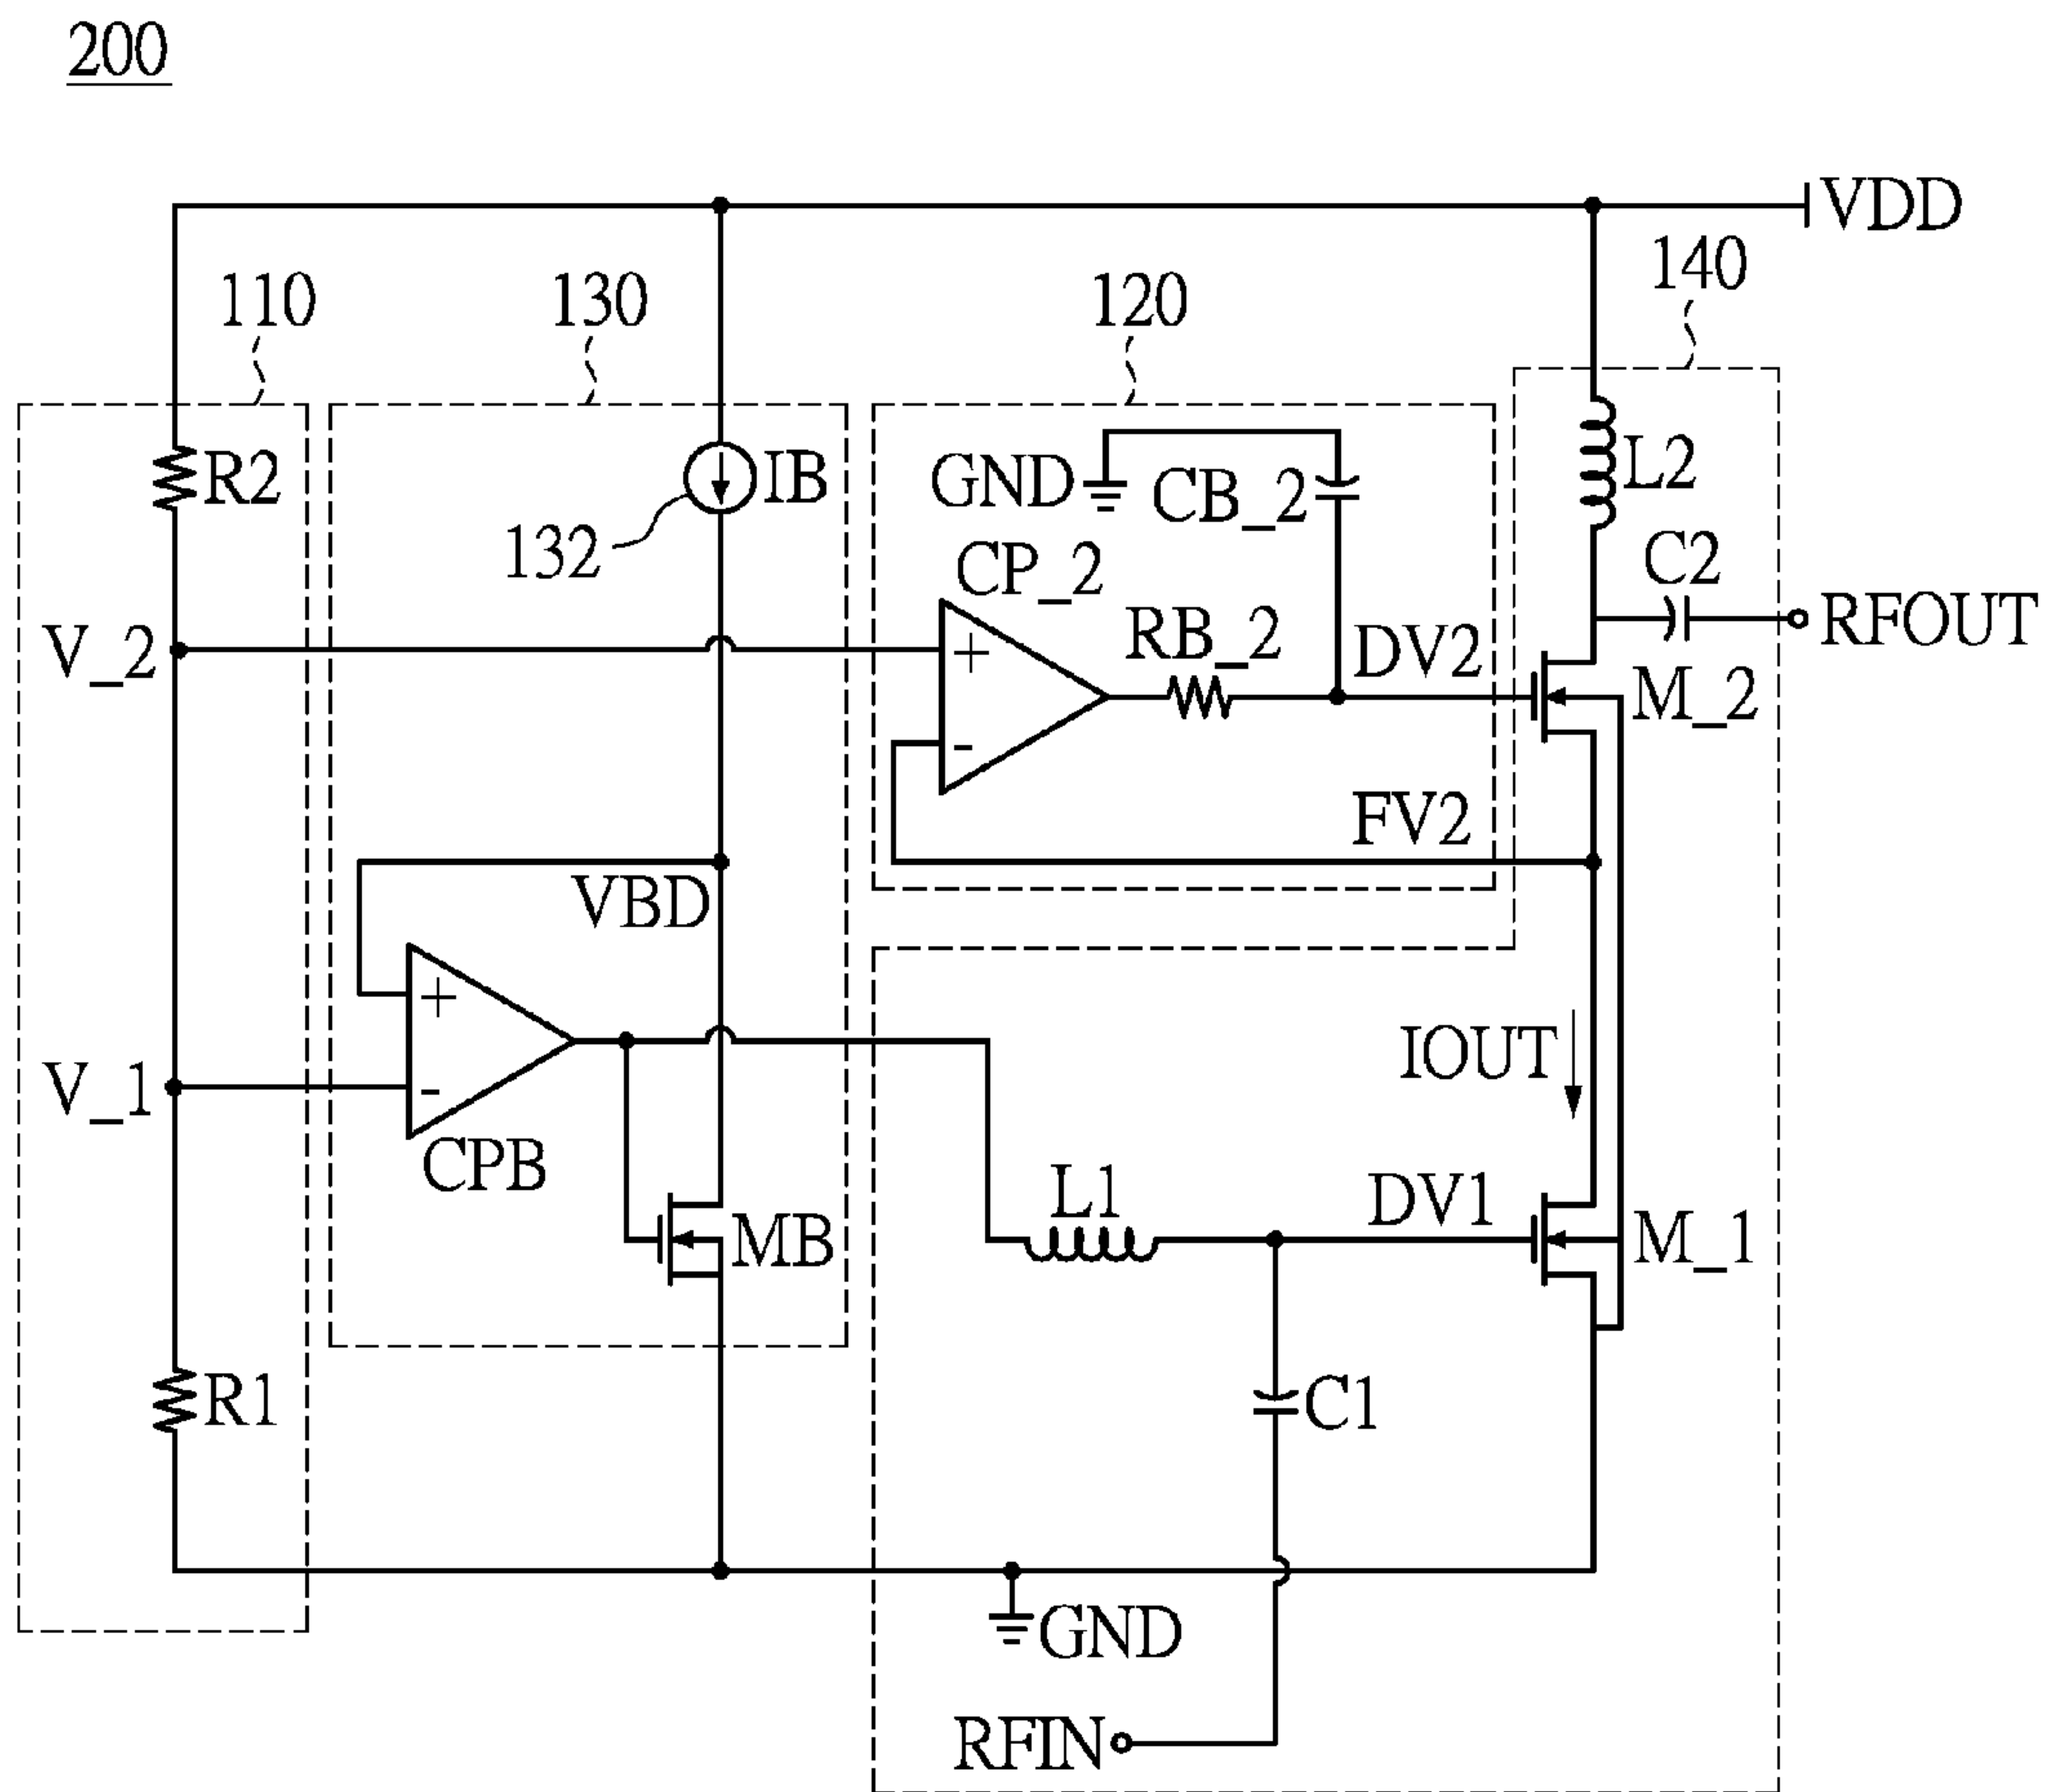 200
VDD
140
110
130
120
R2
IB
GND
CB_2
L2
132
CP_2
C2
RB_2
RFOUT
V_2
+
DV2
M_2
-
FV2
VBD
+
IOUT
V_1
-
CPB
L1
DV1
MB
M_1
R1
C1
GND
RFIN